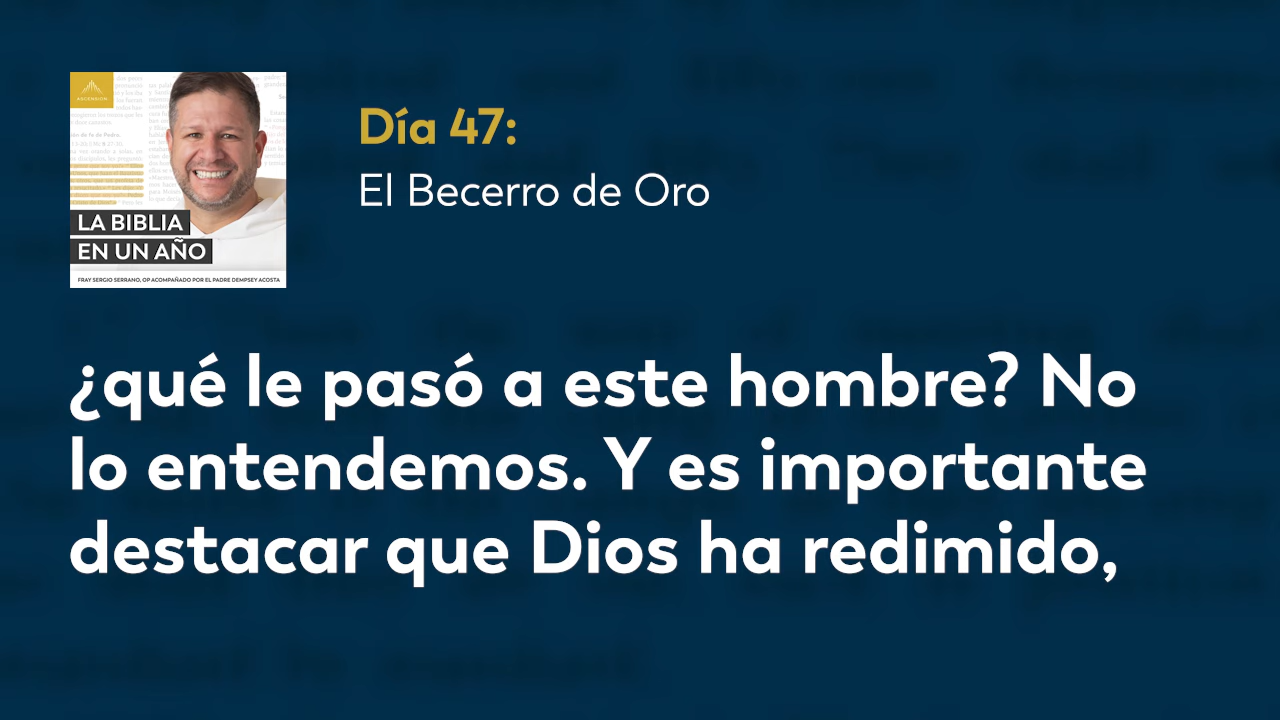 ASCENSION
LA BIBLIA
EN UN AÑO
FRAY SERGIO SERRANO, OP ACOMPAÑADO POR EL PADRE DEMPSEY ACOSTA
Día 47:
El Becerro de Oro
¿qué le pasó a este hombre? No
lo entendemos. Y es importante
destacar que Dios ha redimido,